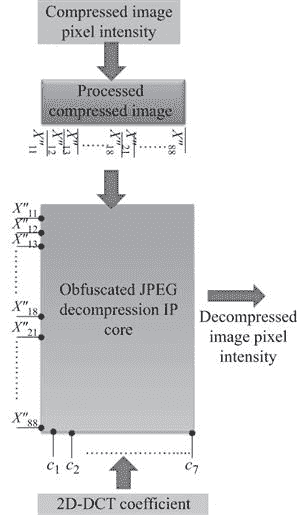 Compressed image
pixel intensity
Processed
compressed image
X″11 X″12 X″13 ........ X″18 X″21 ........ X″88
X″11
X″12
X″13
X″18
X″21
X″88
Obfuscated JPEG
decompression IP
core
Decompressed
image pixel
intensity
c1 c2 ........ c7
2D-DCT coefficient